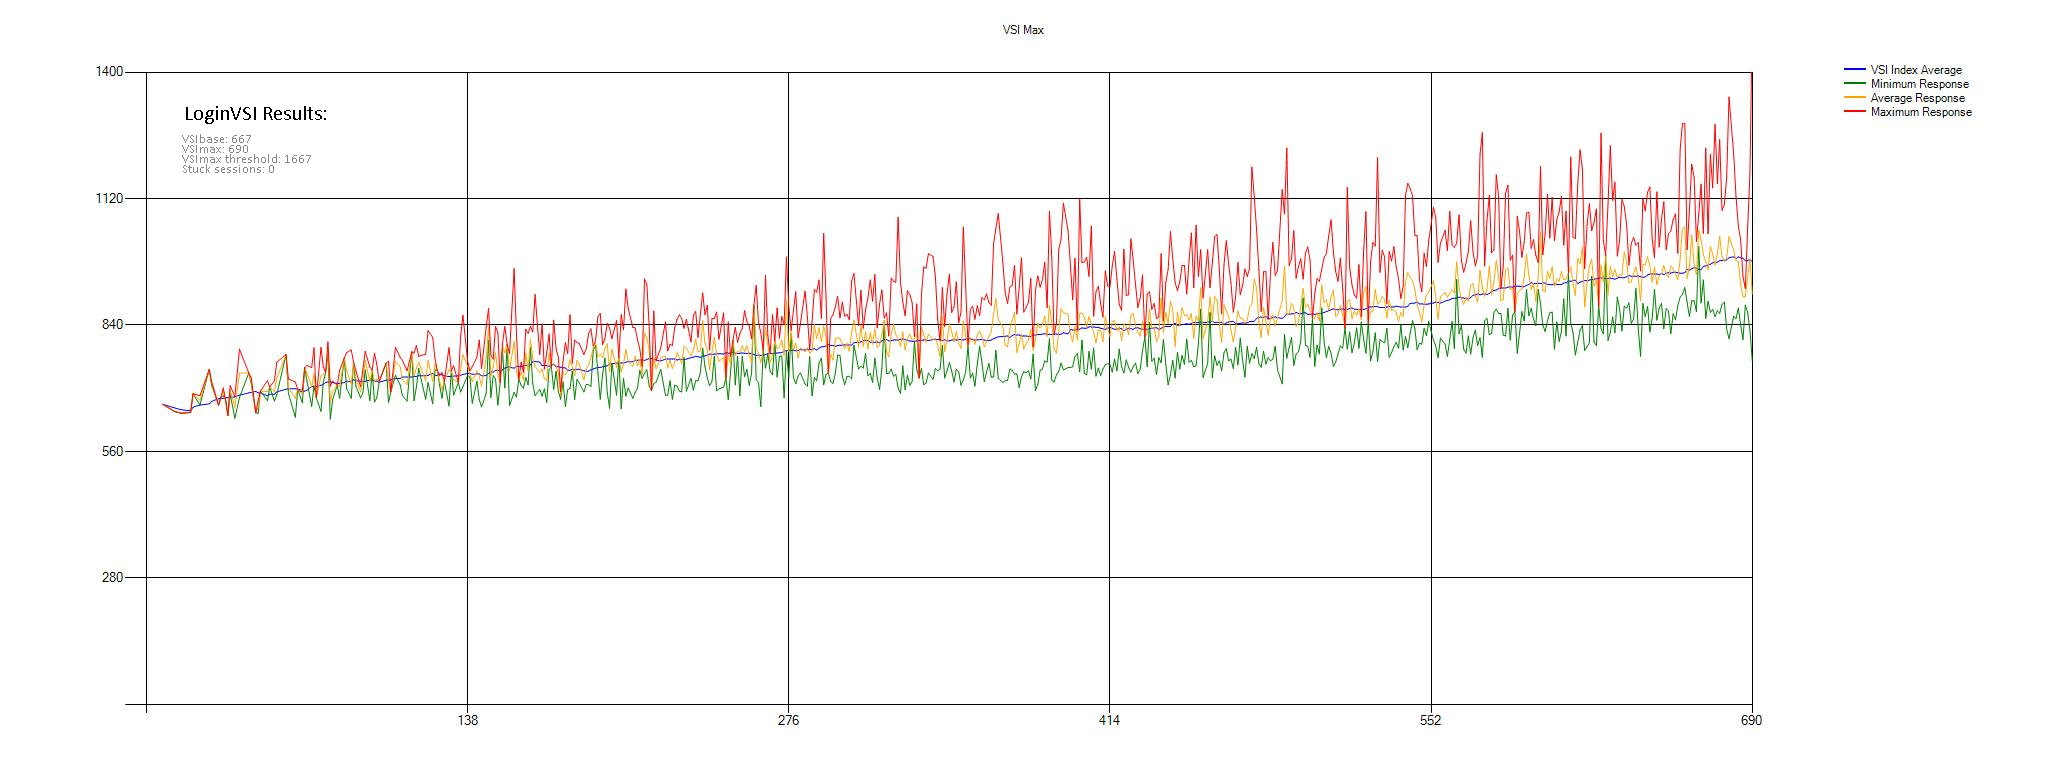 VSI Max
1400
1120
840
560
280
138
276
414
552
690
LoginVSI Results:
VSIbase: 667
VSImax: 690
VSImax threshold: 1667
Stuck sessions: 0
VSI Index Average
Minimum Response
Average Response
Maximum Response